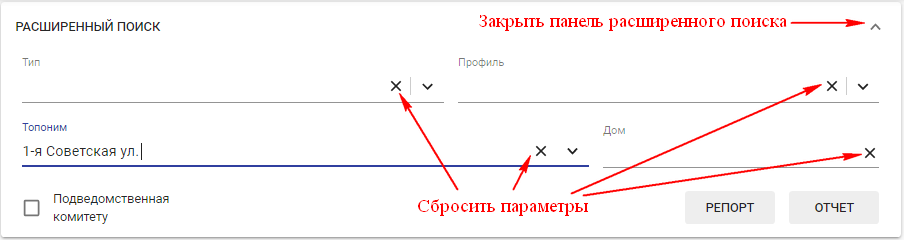 Закрыть панель расширенного поиска
РАСШИРЕННЫЙ ПОИСК
Тип
Профиль
Топоним
Дом
1-я Советская ул.
Подведомственная
комитету
Сбросить параметры
РЕПОРТ
ОТЧЕТ